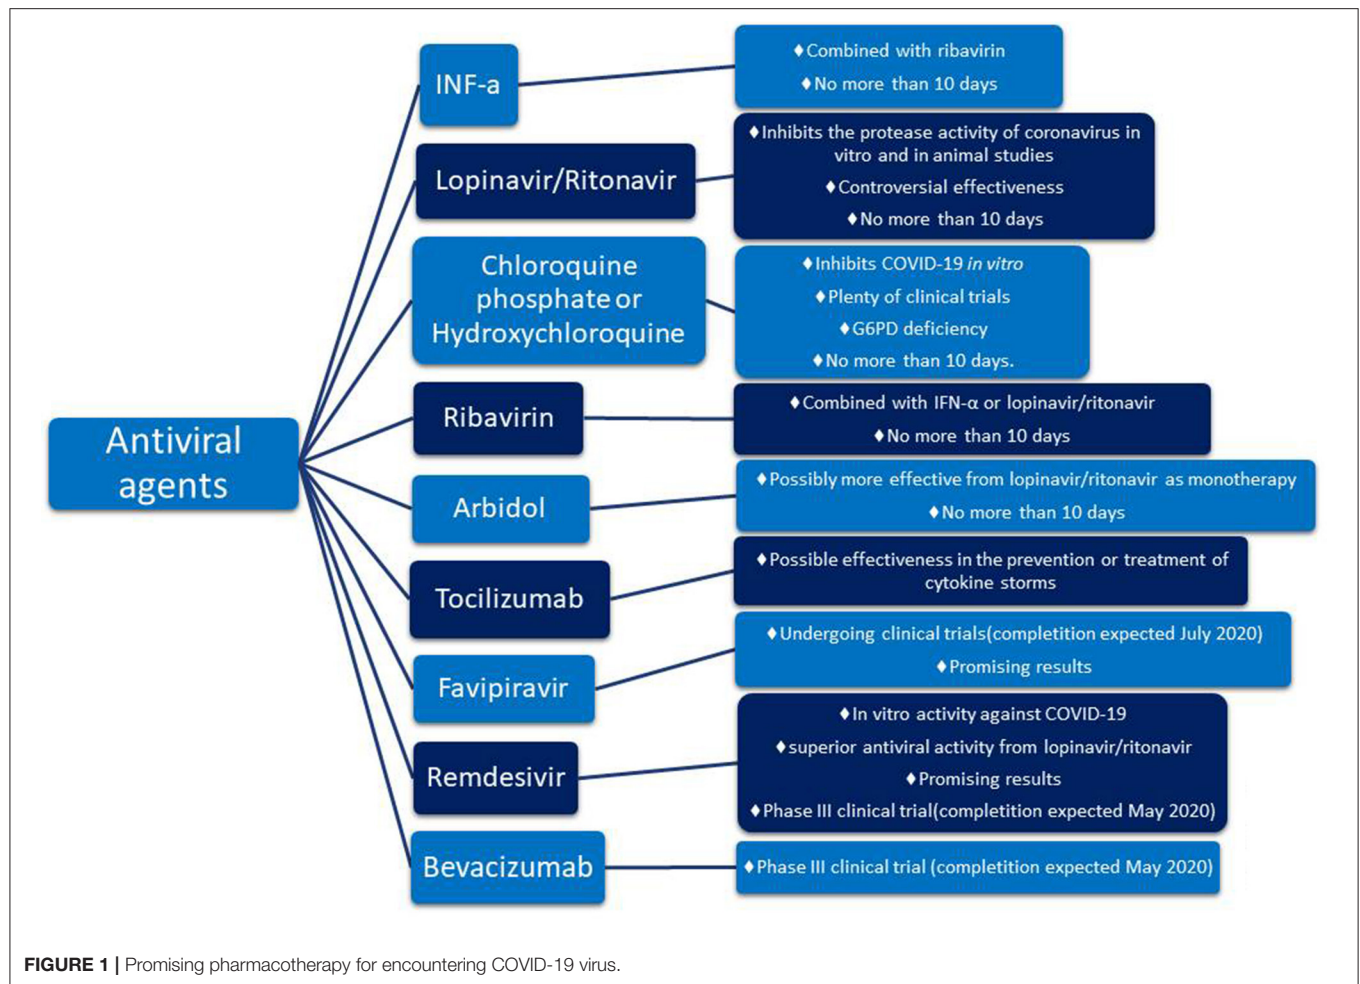 INF-a
♦Combined with ribavirin
♦No more than 10 days
Lopinavir/Ritonavir
♦Inhibits the protease activity of coronavirus in
vitro and in animal studies
♦Controversial effectiveness
♦No more than 10 days
Chloroquine
phosphate or
Hydroxychloroquine
♦Inhibits COVID-19 in vitro
♦Plenty of clinical trials
♦G6PD deficiency
♦No more than 10 days.
Antiviral
agents
Ribavirin
♦Combined with IFN-α or lopinavir/ritonavir
♦No more than 10 days
Arbidol
♦Possibly more effective from lopinavir/ritonavir as monotherapy
♦No more than 10 days
Tocilizumab
♦Possible effectiveness in the prevention or treatment of
cytokine storms
Favipiravir
♦Undergoing clinical trials(completition expected July 2020)
♦Promising results
Remdesivir
♦In vitro activity against COVID-19
♦superior antiviral activity from lopinavir/ritonavir
♦Promising results
♦Phase III clinical trial(completition expected May 2020)
Bevacizumab
♦Phase III clinical trial (completition expected May 2020)
FIGURE 1 | Promising pharmacotherapy for encountering COVID-19 virus.